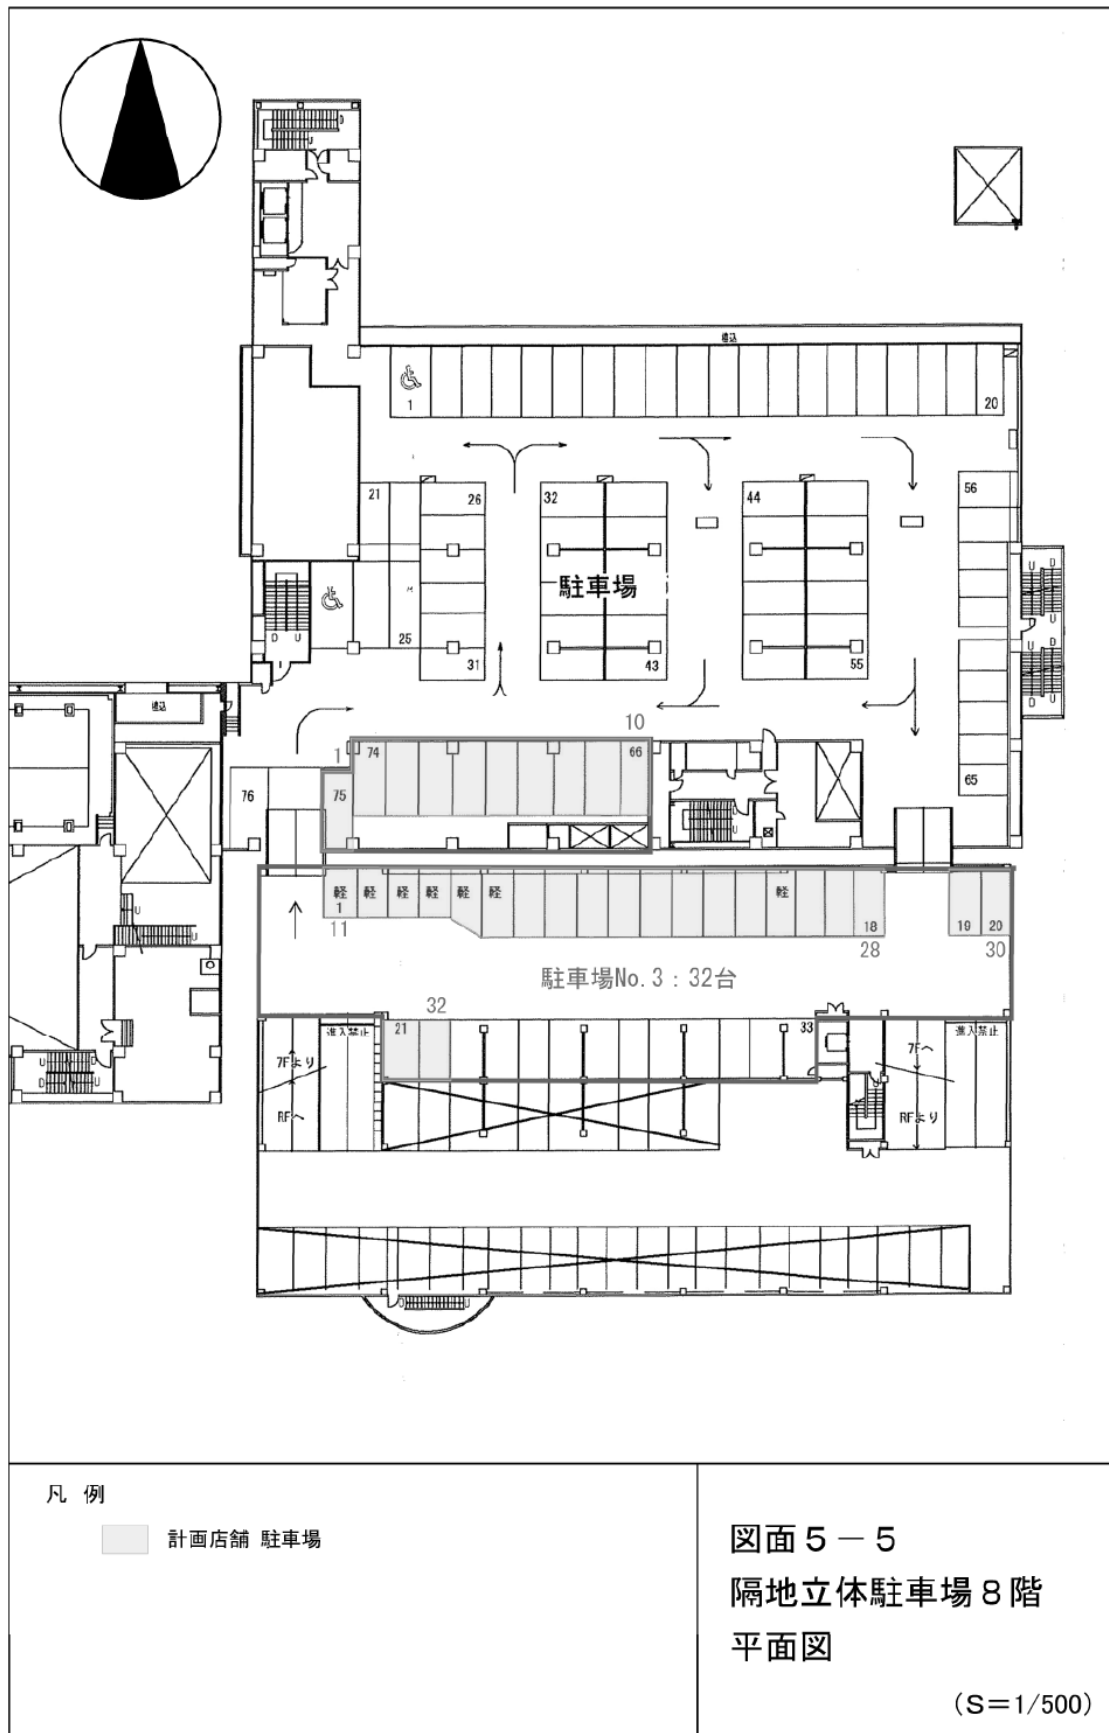 埋込
1
20
21
26
32
44
56
駐車場
25
31
43
55
埋込
10
1
74
66
76
75
65
軽
軽
軽
軽
軽
軽
軽
1
11
18
28
19
20
30
駐車場No.3：32台
32
進入禁止
21
33
進入禁止
7Fより
7Fへ
RFへ
RFより
凡 例
計画店舗 駐車場
図面５－５
隔地立体駐車場８階
平面図
（S＝1/500）